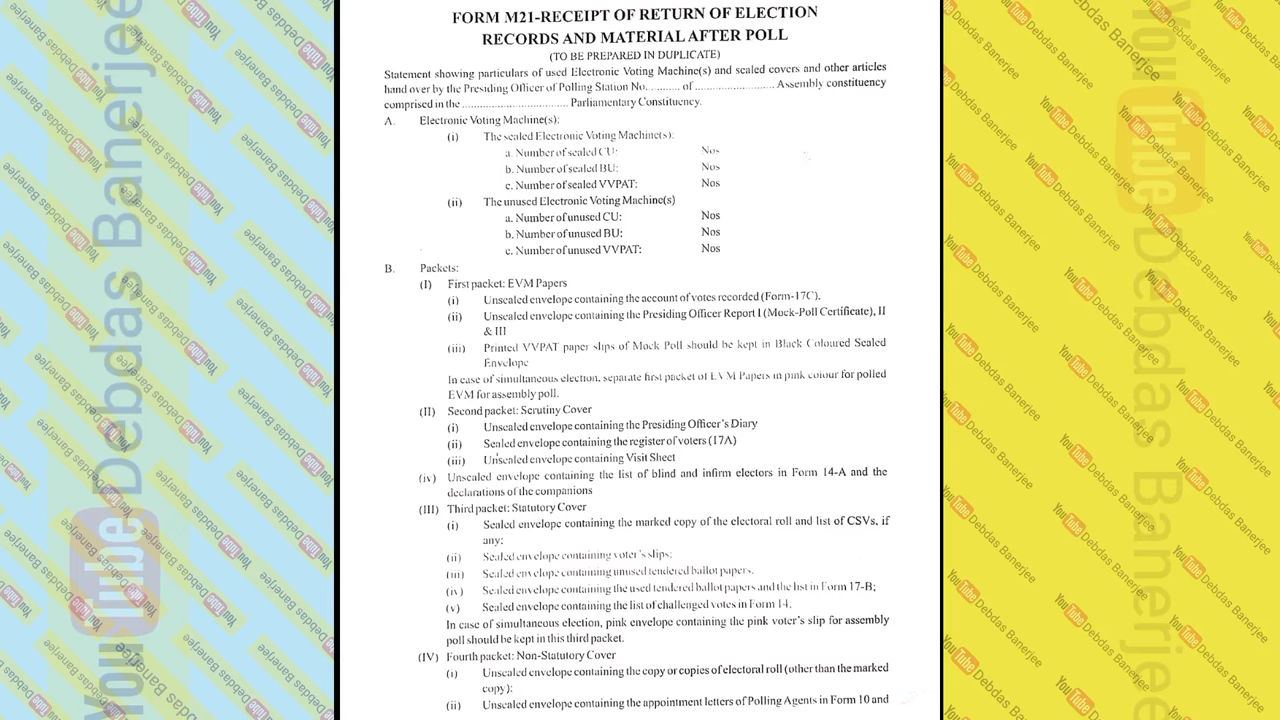 FORM M21-RECEIPT OF RETURN OF ELECTION
RECORDS AND MATERIAL AFTER POLL
(TO BE PREPARED IN DUPLICATE)
Statement showing particulars of used Electronic Voting Machine(s) and sealed covers and other articles
hand over by the Presiding Officer of Polling Station No. .......... of ......................... Assembly constituency
comprised in the ................................. Parliamentary Constituency.
A. Electronic Voting Machine(s):
(i) The sealed Electronic Voting Machine(s):
a. Number of sealed CU: Nos
b. Number of sealed BU: Nos
c. Number of sealed VVPAT: Nos
(ii) The unused Electronic Voting Machine(s)
a. Number of unused CU: Nos
b. Number of unused BU: Nos
c. Number of unused VVPAT: Nos
B. Packets:
(I) First packet: EVM Papers
(i) Unsealed envelope containing the account of votes recorded (Form-17C).
(ii) Unsealed envelope containing the Presiding Officer Report I (Mock-Poll Certificate), II
& III
(iii) Printed VVPAT paper slips of Mock Poll should be kept in Black Coloured Sealed
Envelope
In case of simultaneous election, separate first packet of EVM Papers in pink colour for polled
EVM for assembly poll.
(II) Second packet: Scrutiny Cover
(i) Unsealed envelope containing the Presiding Officer's Diary
(ii) Sealed envelope containing the register of voters (17A)
(iii) Unsealed envelope containing Visit Sheet
(iv) Unsealed envelope containing the list of blind and infirm electors in Form 14-A and the
declarations of the companions
(III) Third packet: Statutory Cover
(i) Sealed envelope containing the marked copy of the electoral roll and list of CSVs, if
any;
(ii) Sealed envelope containing voter's slips;
(iii) Sealed envelope containing unused tendered ballot papers.
(iv) Sealed envelope containing the used tendered ballot papers and the list in Form 17-B;
(v) Sealed envelope containing the list of challenged votes in Form 14.
In case of simultaneous election, pink envelope containing the pink voter's slip for assembly
poll should be kept in this third packet.
(IV) Fourth packet: Non-Statutory Cover
(i) Unsealed envelope containing the copy or copies of electoral roll (other than the marked
copy);
(ii) Unsealed envelope containing the appointment letters of Polling Agents in Form 10 and
YouTube Debdas Banerjee
YouTube Debdas Banerjee